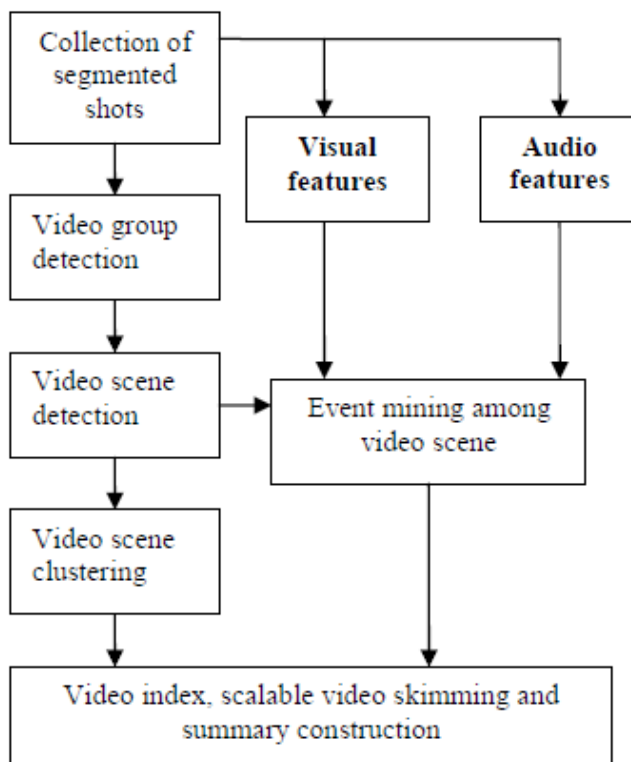 Collection of
segmented
shots
Visual
features
Audio
features
Video group
detection
Video scene
detection
Event mining among
video scene
Video scene
clustering
Video index, scalable video skimming and
summary construction